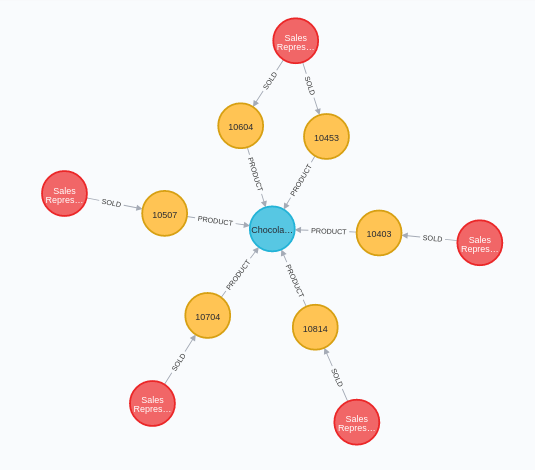 Sales
Repres…
SOLD
SOLD
10604
10453
PRODUCT
PRODUCT
Sales
Repres…
SOLD
10507
PRODUCT
Chocola…
PRODUCT
10403
SOLD
Sales
Repres…
PRODUCT
PRODUCT
10704
10814
SOLD
SOLD
Sales
Repres…
Sales
Repres…